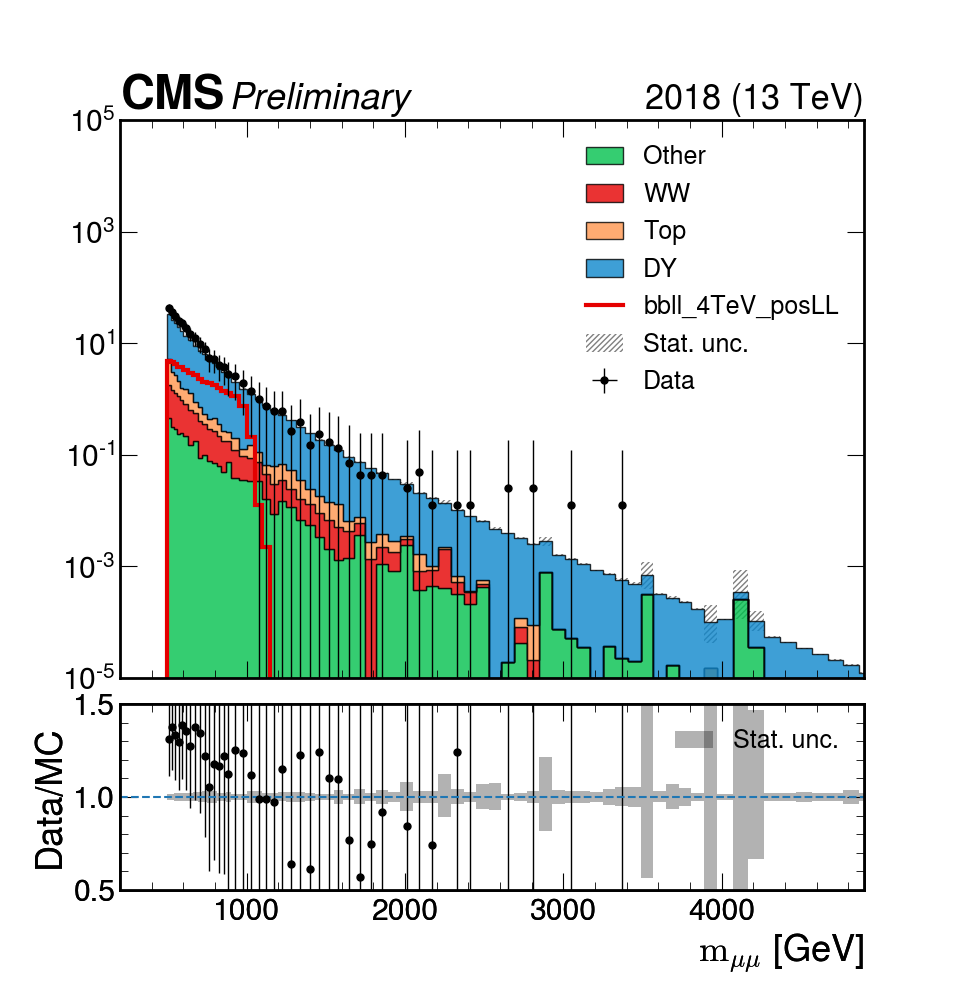 CMS Preliminary 2018 (13 TeV)
10^5
10^3
10^1
10^-1
10^-3
10^-5
Other
WW
Top
DY
bbll_4TeV_posLL
Stat. unc.
Data
1.5
1.0
0.5
Data/MC
Stat. unc.
1000 2000 3000 4000
m_μμ [GeV]